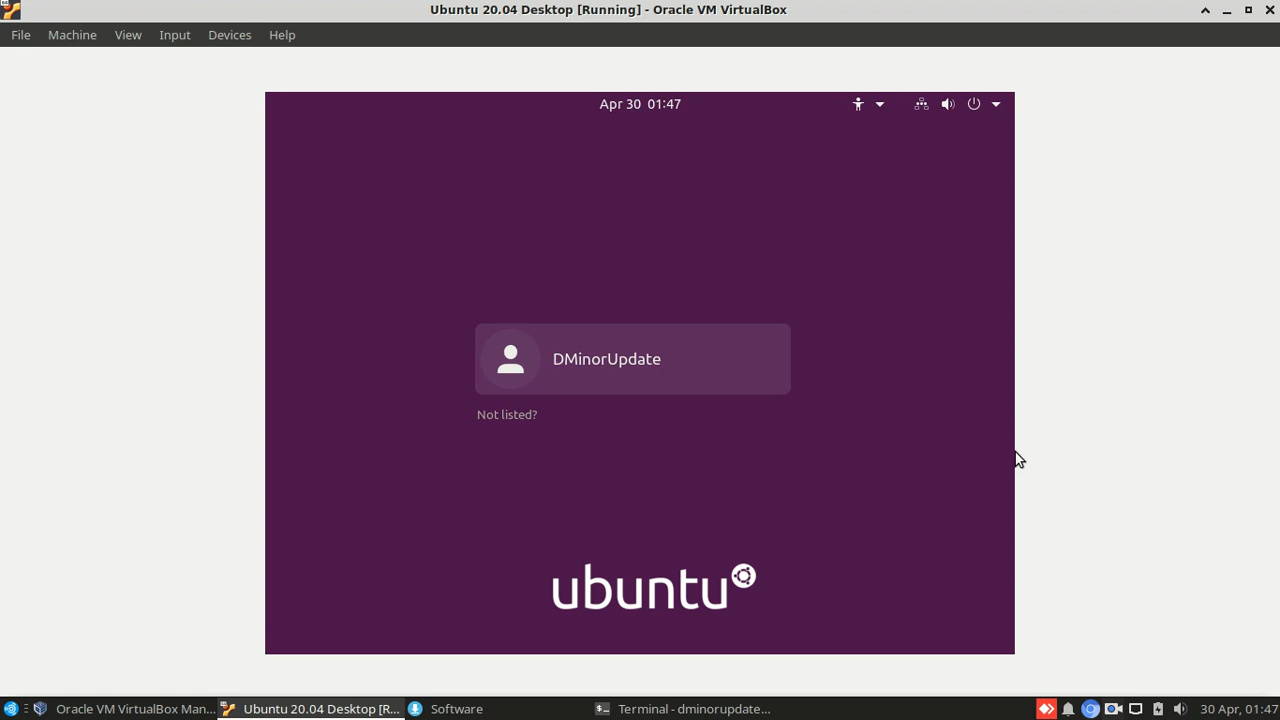 Ubuntu 20.04 Desktop [Running] - Oracle VM VirtualBox
File Machine View Input Devices Help
Apr 30 01:47
DMinorUpdate
Not listed?
ubuntu
Oracle VM VirtualBox Man... Ubuntu 20.04 Desktop [R... Software Terminal - dminorupdate... 30 Apr, 01:47